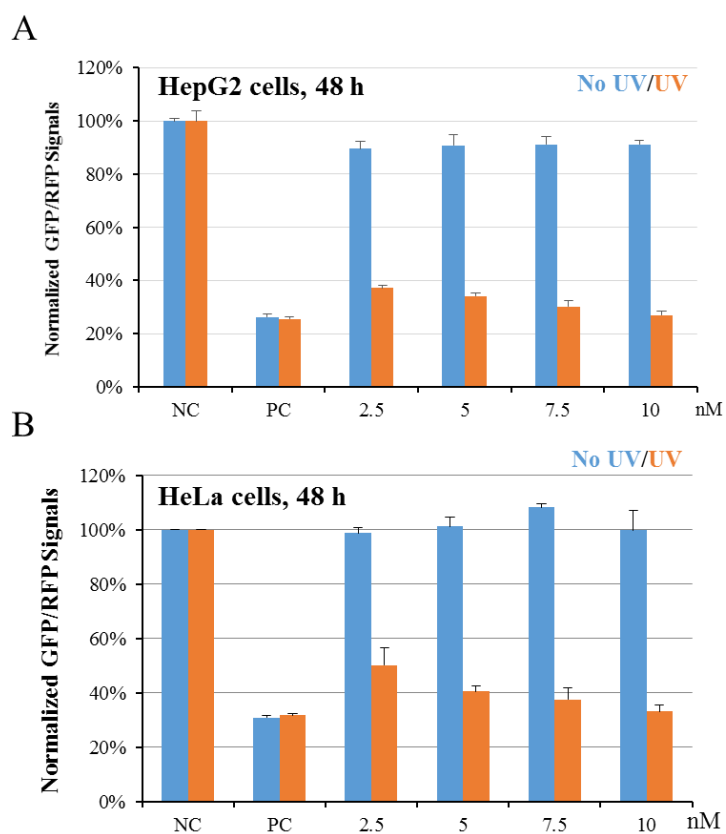 A
HepG2 cells, 48 h
No UV/UV
Normalized GFP/RFP Signals
120%
100%
80%
60%
40%
20%
0%
NC PC 2.5 5 7.5 10 nM
B
HeLa cells, 48 h
No UV/UV
Normalized GFP/RFP Signals
120%
100%
80%
60%
40%
20%
0%
NC PC 2.5 5 7.5 10 nM